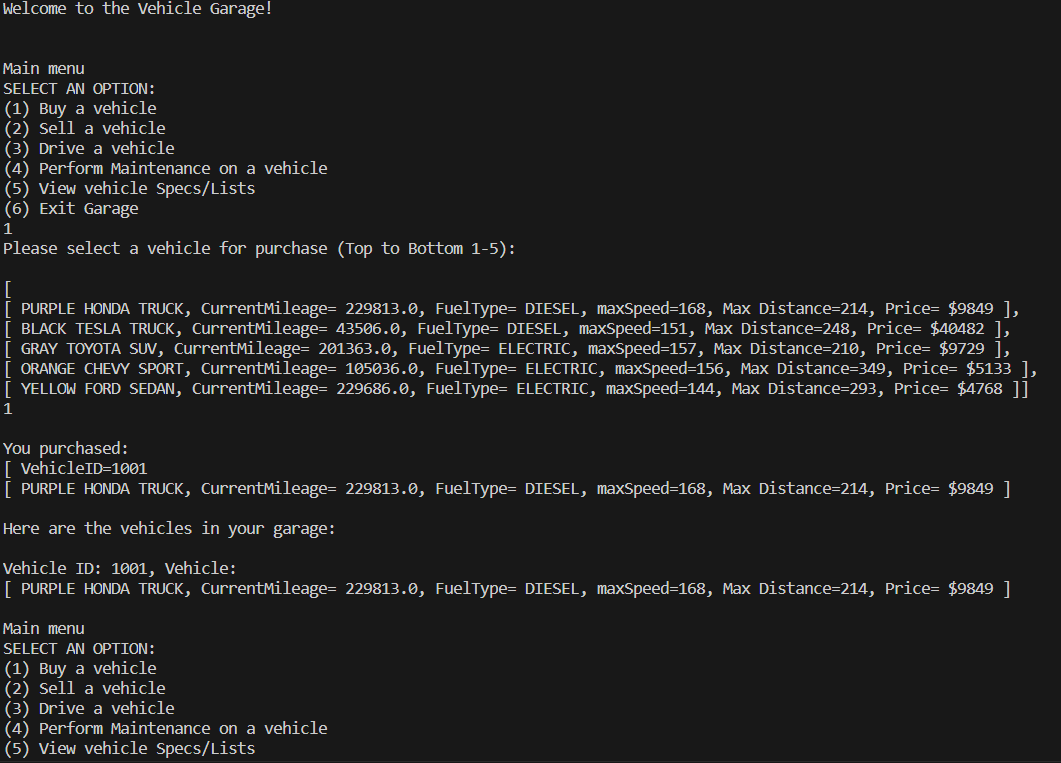 Welcome to the Vehicle Garage!
Main menu
SELECT AN OPTION:
(1) Buy a vehicle
(2) Sell a vehicle
(3) Drive a vehicle
(4) Perform Maintenance on a vehicle
(5) View vehicle Specs/Lists
(6) Exit Garage
1
Please select a vehicle for purchase (Top to Bottom 1-5):
[
[ PURPLE HONDA TRUCK, CurrentMileage= 229813.0, FuelType= DIESEL, maxSpeed=168, Max Distance=214, Price= $9849 ],
[ BLACK TESLA TRUCK, CurrentMileage= 43506.0, FuelType= DIESEL, maxSpeed=151, Max Distance=248, Price= $40482 ],
[ GRAY TOYOTA SUV, CurrentMileage= 201363.0, FuelType= ELECTRIC, maxSpeed=157, Max Distance=210, Price= $9729 ],
[ ORANGE CHEVY SPORT, CurrentMileage= 105036.0, FuelType= ELECTRIC, maxSpeed=156, Max Distance=349, Price= $5133 ],
[ YELLOW FORD SEDAN, CurrentMileage= 229686.0, FuelType= ELECTRIC, maxSpeed=144, Max Distance=293, Price= $4768 ]]
1
You purchased:
[ VehicleID=1001
[ PURPLE HONDA TRUCK, CurrentMileage= 229813.0, FuelType= DIESEL, maxSpeed=168, Max Distance=214, Price= $9849 ]
Here are the vehicles in your garage:
Vehicle ID: 1001, Vehicle:
[ PURPLE HONDA TRUCK, CurrentMileage= 229813.0, FuelType= DIESEL, maxSpeed=168, Max Distance=214, Price= $9849 ]
Main menu
SELECT AN OPTION:
(1) Buy a vehicle
(2) Sell a vehicle
(3) Drive a vehicle
(4) Perform Maintenance on a vehicle
(5) View vehicle Specs/Lists